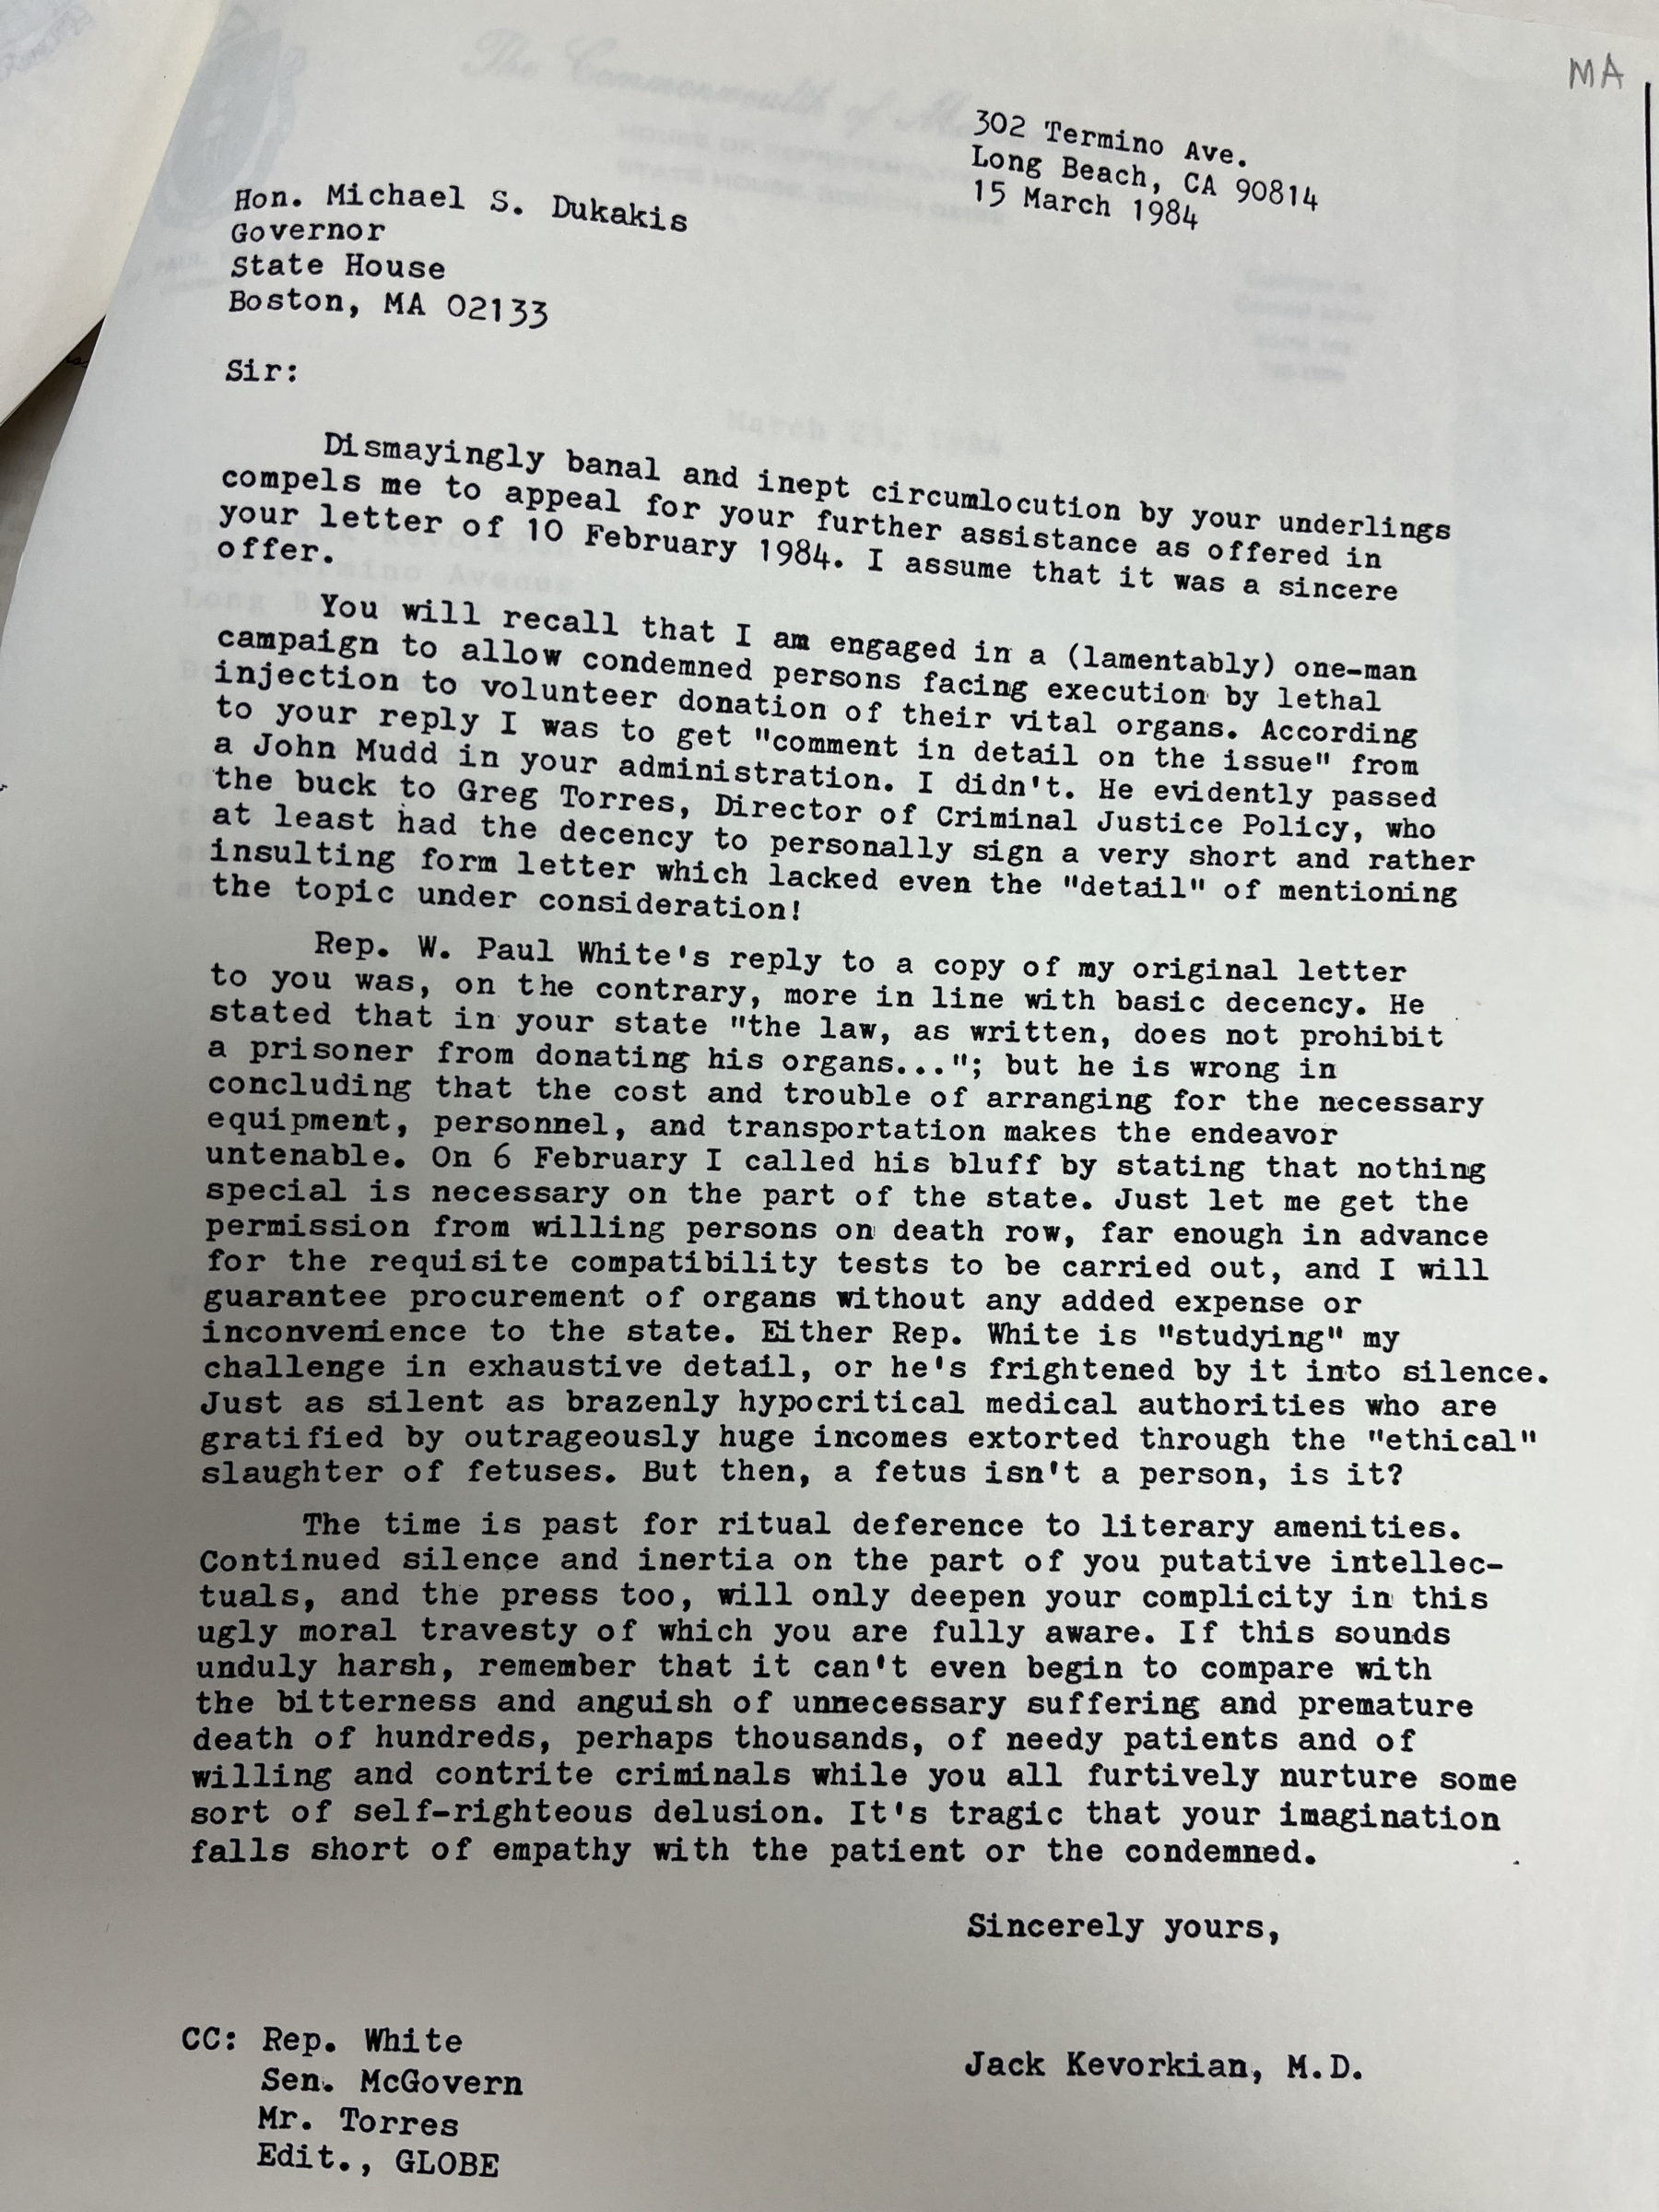 MA
302 Termino Ave.
Long Beach, CA 90814
15 March 1984
Hon. Michael S. Dukakis
Governor
State House
Boston, MA 02133
Sir:
Dismayingly banal and inept circumlocution by your underlings
compels me to appeal for your further assistance as offered in
your letter of 10 February 1984. I assume that it was a sincere
offer.
You will recall that I am engaged in a (lamentably) one-man
campaign to allow condemned persons facing execution by lethal
injection to volunteer donation of their vital organs. According
to your reply I was to get "comment in detail on the issue" from
a John Mudd in your administration. I didn't. He evidently passed
the buck to Greg Torres, Director of Criminal Justice Policy, who
at least had the decency to personally sign a very short and rather
insulting form letter which lacked even the "detail" of mentioning
the topic under consideration!
Rep. W. Paul White's reply to a copy of my original letter
to you was, on the contrary, more in line with basic decency. He
stated that in your state "the law, as written, does not prohibit
a prisoner from donating his organs..."; but he is wrong in
concluding that the cost and trouble of arranging for the necessary
equipment, personnel, and transportation makes the endeavor
untenable. On 6 February I called his bluff by stating that nothing
special is necessary on the part of the state. Just let me get the
permission from willing persons on death row, far enough in advance
for the requisite compatibility tests to be carried out, and I will
guarantee procurement of organs without any added expense or
inconvenience to the state. Either Rep. White is "studying" my
challenge in exhaustive detail, or he's frightened by it into silence.
Just as silent as brazenly hypocritical medical authorities who are
gratified by outrageously huge incomes extorted through the "ethical"
slaughter of fetuses. But then, a fetus isn't a person, is it?
The time is past for ritual deference to literary amenities.
Continued silence and inertia on the part of you putative intellec-
tuals, and the press too, will only deepen your complicity in this
ugly moral travesty of which you are fully aware. If this sounds
unduly harsh, remember that it can't even begin to compare with
the bitterness and anguish of unnecessary suffering and premature
death of hundreds, perhaps thousands, of needy patients and of
willing and contrite criminals while you all furtively nurture some
sort of self-righteous delusion. It's tragic that your imagination
falls short of empathy with the patient or the condemned.
Sincerely yours,
Jack Kevorkian, M.D.
CC: Rep. White
Sen. McGovern
Mr. Torres
Edit., GLOBE